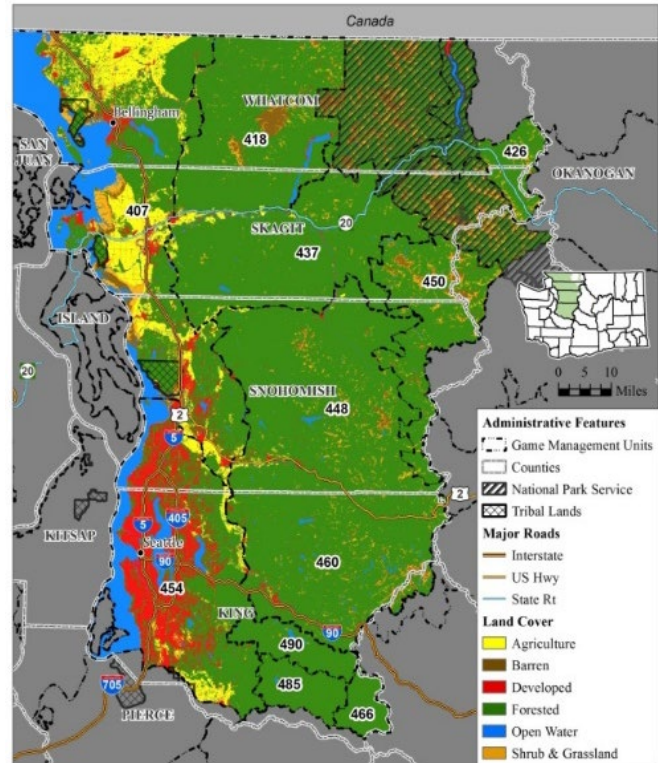 Canada
Bellingham
WHATCOM
418
426
SAN
JUAN
OKANOGAN
407
20
SKAGIT
437
450
ISLAND
0 5 10
Miles
20
SNOHOMISH
448
2
5
2
KITSAP
5
405
Seattle
90
454
460
KING
90
490
485
466
705
PIERCE
Administrative Features
Game Management Units
Counties
National Park Service
Tribal Lands
Major Roads
Interstate
US Hwy
State Rt
Land Cover
Agriculture
Barren
Developed
Forested
Open Water
Shrub & Grassland